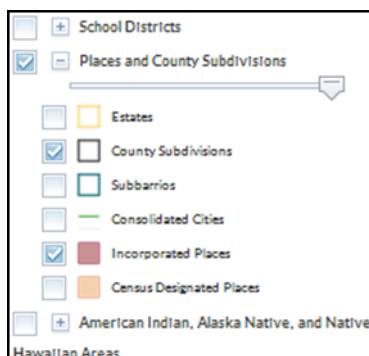 School Districts
Places and County Subdivisions
Estates
County Subdivisions
Subbarrios
Consolidated Cities
Incorporated Places
Census Designated Places
American Indian, Alaska Native, and Native
Hawaiian Areas